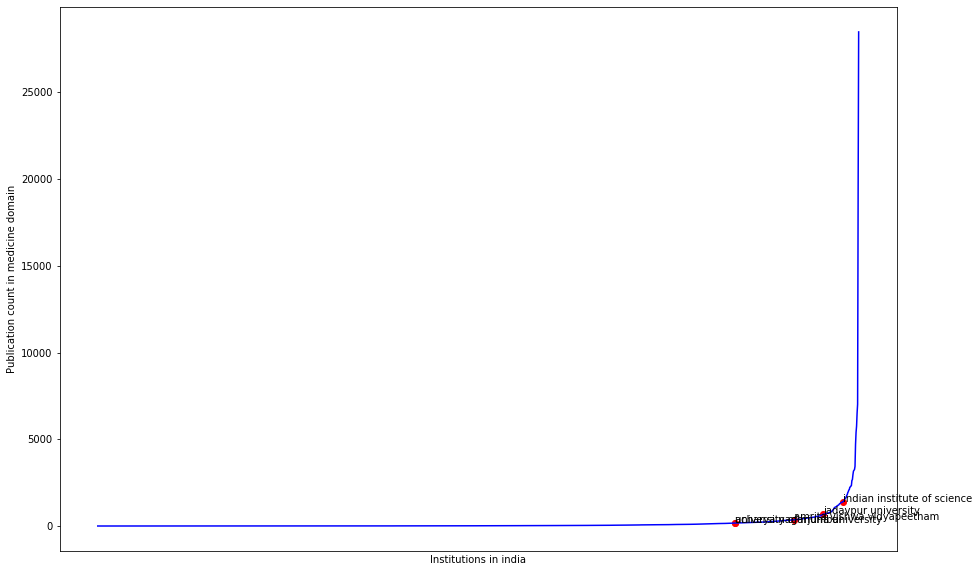 25000
20000
15000
10000
5000
0
Publication count in medicine domain
indian institute of science
jadavpur university
amrita vishwa vidyapeetham
university
Institutions in india